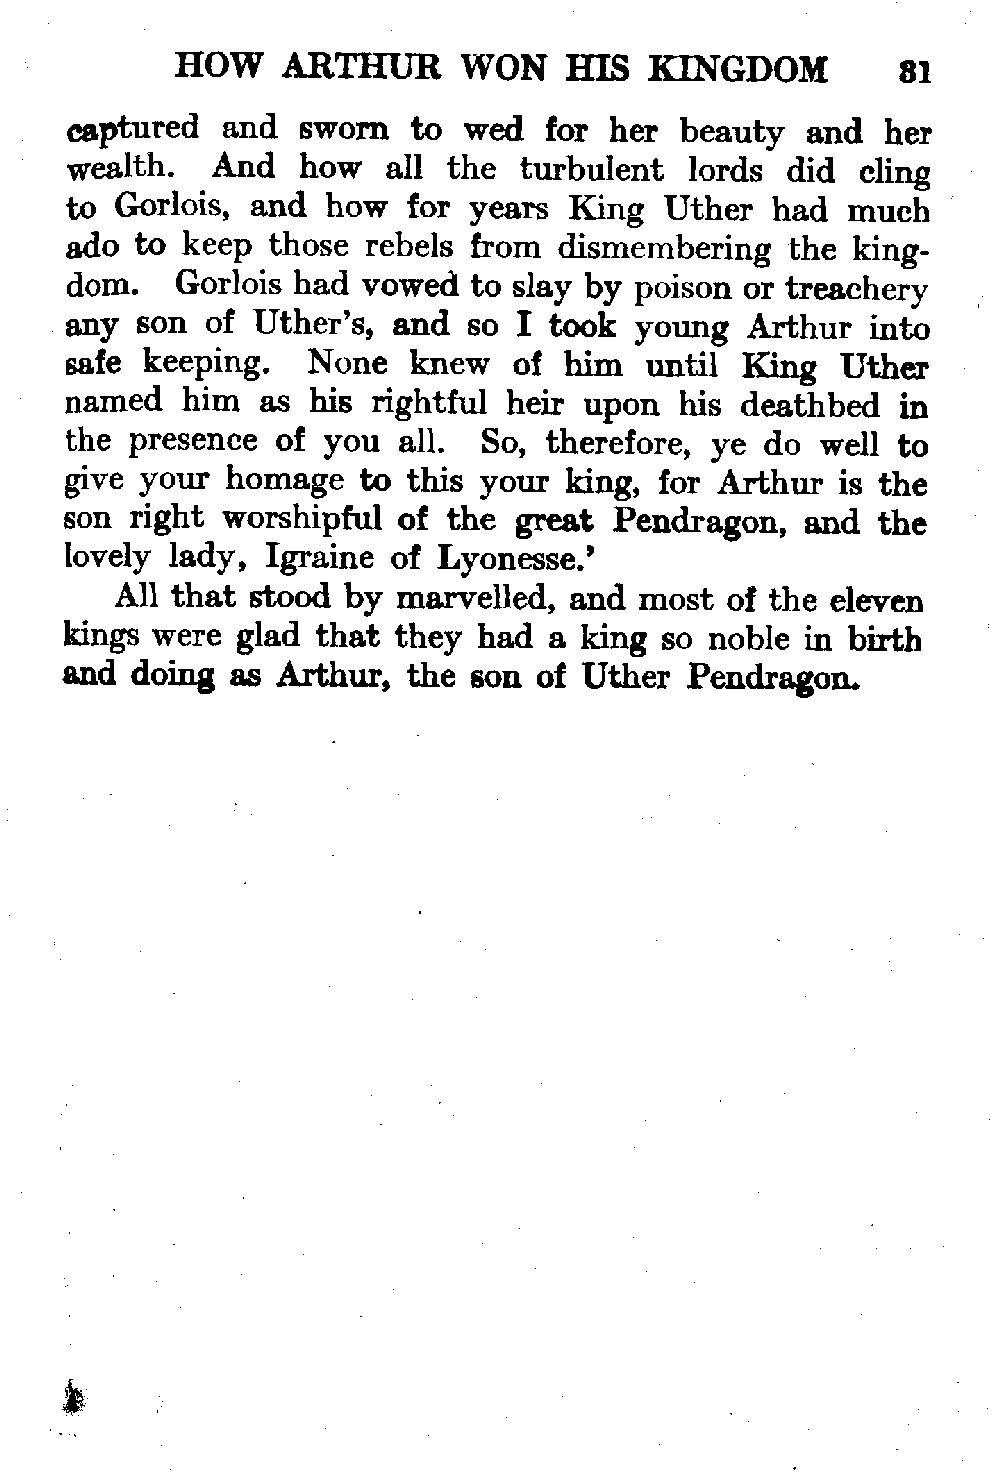 HOW ARTHUR WON HIS KINGDOM 31
captured and sworn to wed for her beauty and her
wealth. And how all the turbulent lords did cling
to Gorlois, and how for years King Uther had much
ado to keep those rebels from dismembering the king-
dom. Gorlois had vowed to slay by poison or treachery
any son of Uther's, and so I took young Arthur into
safe keeping. None knew of him until King Uther
named him as his rightful heir upon his deathbed in
the presence of you all. So, therefore, ye do well to
give your homage to this your king, for Arthur is the
son right worshipful of the great Pendragon, and the
lovely lady, Igraine of Lyonesse.'
All that stood by marvelled, and most of the eleven
kings were glad that they had a king so noble in birth
and doing as Arthur, the son of Uther Pendragon.